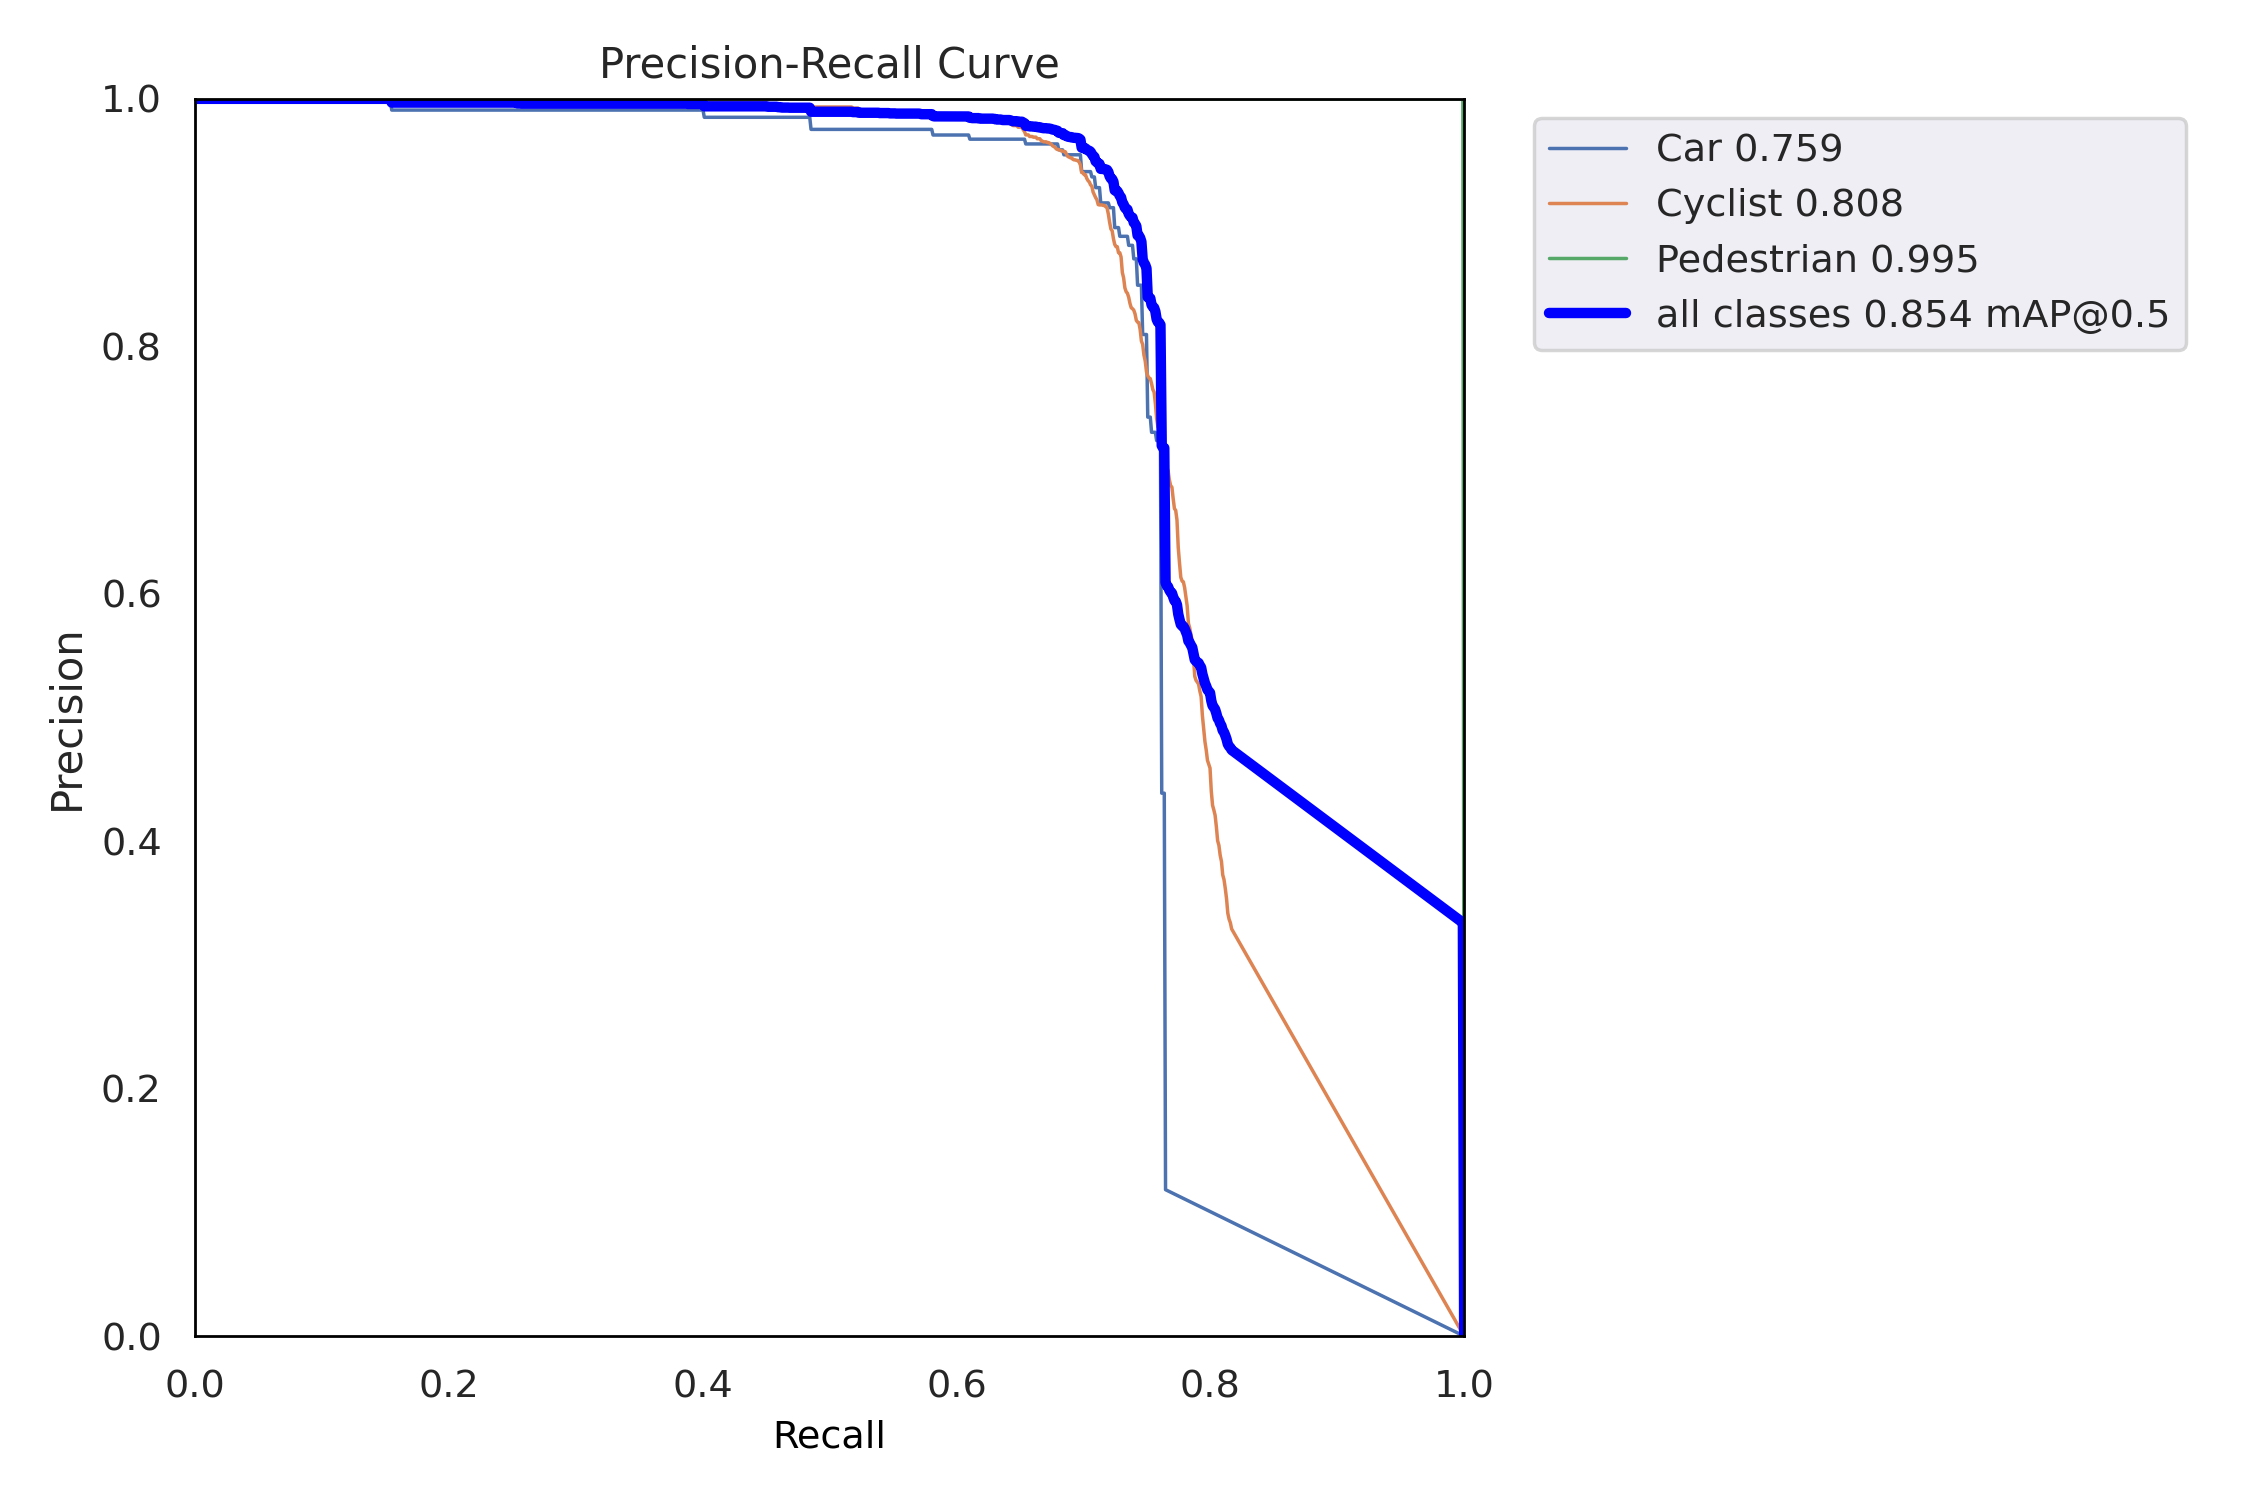 Precision-Recall Curve
1.0
0.8
0.6
0.4
0.2
0.0
Precision
0.0 0.2 0.4 0.6 0.8 1.0
Recall
Car 0.759
Cyclist 0.808
Pedestrian 0.995
all classes 0.854 mAP@0.5